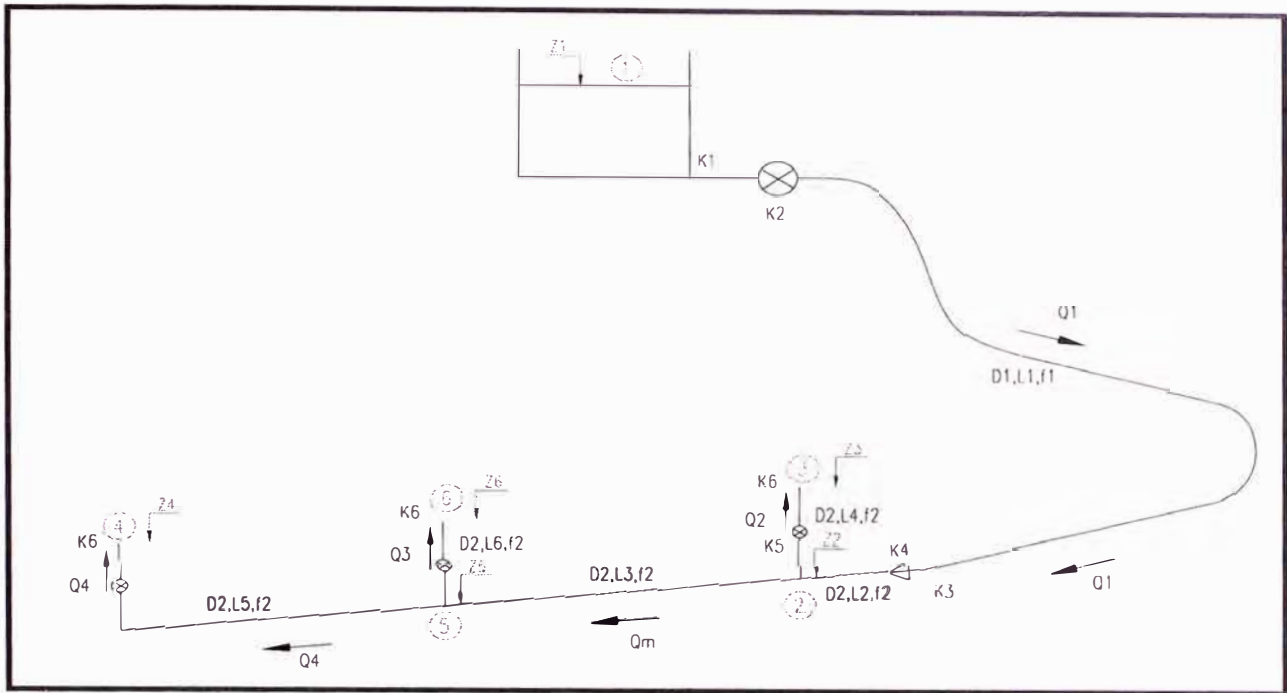 Z1
1
K1
K2
Q1
D1,L1,f1
Z3
3
K6
Z6
6
K6
Z4
4
K6
Q2
D2,L4,f2
K5
Z2
K4
Q3
D2,L6,f2
Z5
Q4
D2,L3,f2
D2,L2,f2
K3
Q1
D2,L5,f2
2
5
Qm
Q4